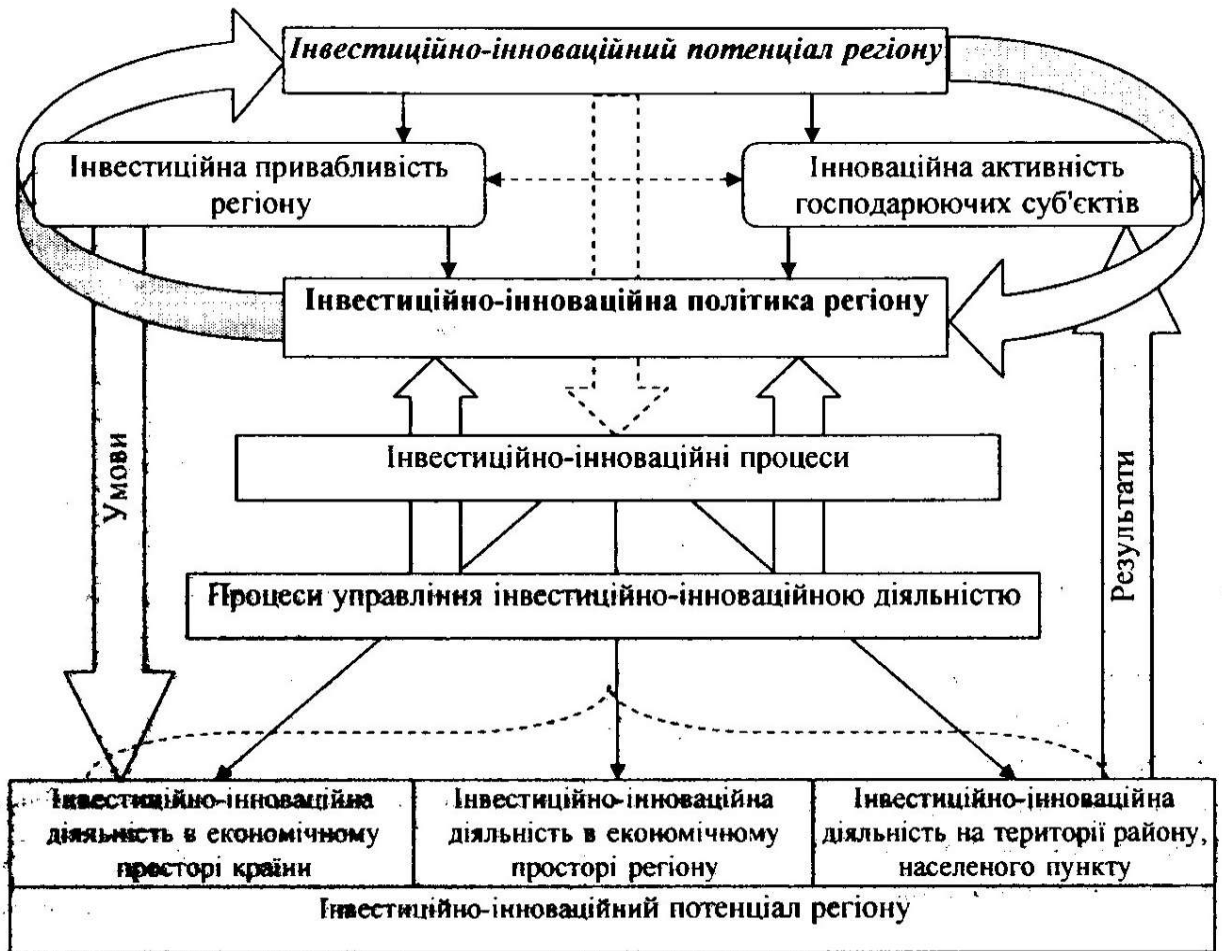 Інвестиційно-інноваційний потенціал регіону
Інвестиційна привабливість
регіону
Інноваційна активність
господарюючих суб'єктів
Інвестиційно-інноваційна політика регіону
Умови
Результати
Інвестиційно-інноваційні процеси
Процеси управління інвестиційно-інноваційною діяльністю
Інвестиційно-інноваційна
діяльність в економічному
просторі країни
Інвестиційно-інноваційна
діяльність в економічному
просторі регіону
Інвестиційно-інноваційна
діяльність на території району,
населеного пункту
Інвестиційно-інноваційний потенціал регіону